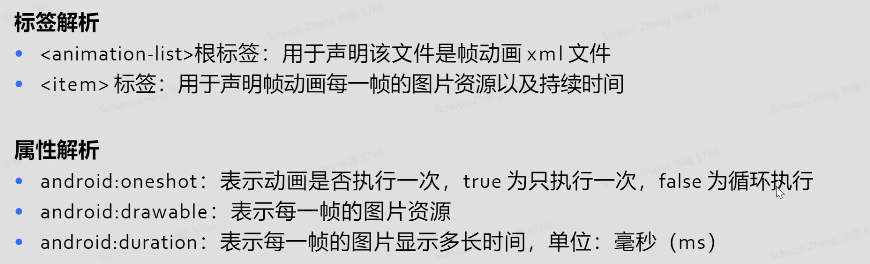 标签解析
<animation-list>根标签：用于声明该文件是帧动画 xml 文件
<item> 标签：用于声明帧动画每一帧的图片资源以及持续时间
属性解析
android:oneshot：表示动画是否执行一次，true 为只执行一次，false 为循环执行
android:drawable：表示每一帧的图片资源
android:duration：表示每一帧的图片显示多长时间，单位：毫秒（ms）